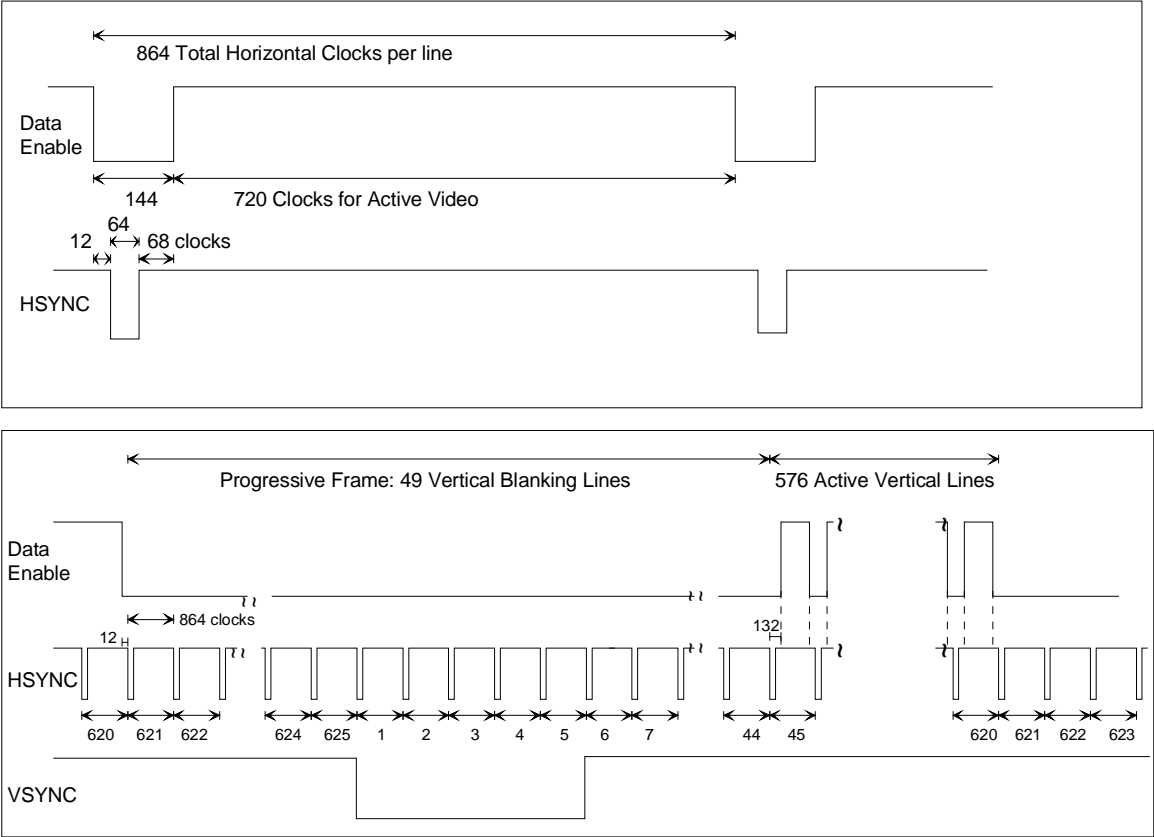 864 Total Horizontal Clocks per line
Data
Enable
144
720 Clocks for Active Video
64
12
68 clocks
HSYNC
Progressive Frame: 49 Vertical Blanking Lines
576 Active Vertical Lines
Data
Enable
864 clocks
12
132
HSYNC
620 621 622 624 625 1 2 3 4 5 6 7 44 45 620 621 622 623
VSYNC